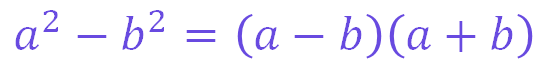 a² − b² = (a − b)(a + b)